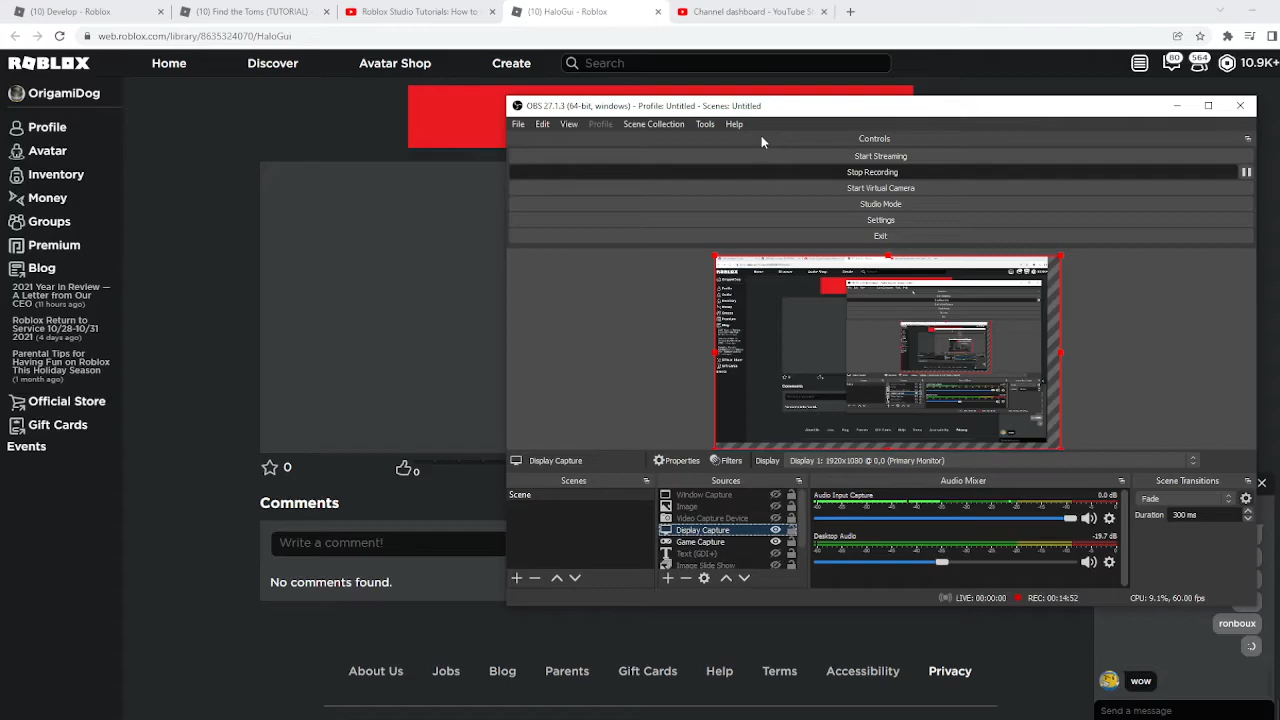 (10) Develop - Roblox
(10) Find the Toms (TUTORIAL) -
Roblox Studio Tutorials: How to
(10) HaloGui - Roblox
Channel dashboard - YouTube St
web.roblox.com/library/8635324070/HaloGui
ROBLOX
Home
Discover
Avatar Shop
Create
Search
80
564
10.9K+
OrigamiDog
Profile
Avatar
Inventory
Money
Groups
Premium
Blog
2021 Year in Review —
A Letter from Our
CEO (11 hours ago)
Roblox Return to
Service 10/28-10/31
2021 (4 days ago)
Parental Tips for
Having Fun on Roblox
This Holiday Season
(1 month ago)
Official Store
Gift Cards
Events
0
0
Comments
Write a comment!
No comments found.
OBS 27.1.3 (64-bit, windows) - Profile: Untitled - Scenes: Untitled
File
Edit
View
Profile
Scene Collection
Tools
Help
Controls
Start Streaming
Stop Recording
Start Virtual Camera
Studio Mode
Settings
Exit
Display Capture
Properties
Filters
Display
Display 1: 1920x1080 @ 0,0 (Primary Monitor)
Scenes
Sources
Audio Mixer
Scene Transitions
Scene
Window Capture
Image
Video Capture Device
Display Capture
Game Capture
Text (GDI+)
Image Slide Show
Audio Input Capture
0.0 dB
Desktop Audio
-19.7 dB
Fade
Duration
300 ms
LIVE: 00:00:00
REC: 00:14:52
CPU: 9.1%, 60.00 fps
ronboux
:)
wow
Send a message
About Us
Jobs
Blog
Parents
Gift Cards
Help
Terms
Accessibility
Privacy